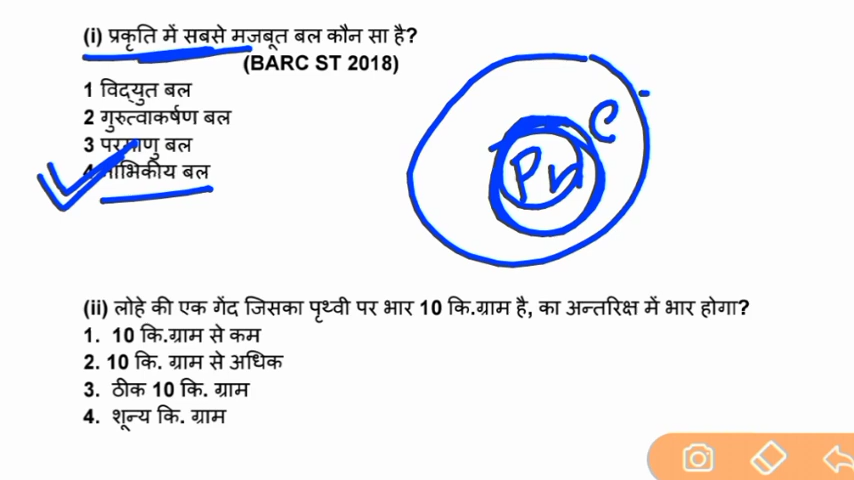 (i) प्रकृति में सबसे मजबूत बल कौन सा है?
(BARC ST 2018)
1 विद्युत बल
2 गुरुत्वाकर्षण बल
3 परमाणु बल
4 नाभिकीय बल
e -
P n
(ii) लोहे की एक गेंद जिसका पृथ्वी पर भार 10 कि.ग्राम है, का अन्तरिक्ष में भार होगा?
1. 10 कि.ग्राम से कम
2. 10 कि. ग्राम से अधिक
3. ठीक 10 कि. ग्राम
4. शून्य कि. ग्राम